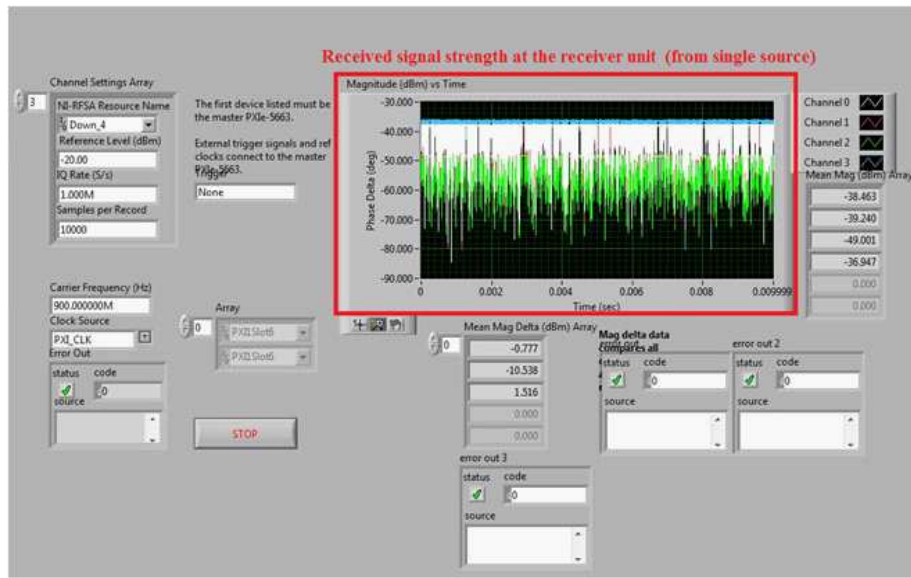 Received signal strength at the receiver unit (from single source)
Channel Settings Array
3
NI-RFSA Resource Name
Down_4
Reference Level (dBm)
-20.00
IQ Rate (S/s)
1.000M
Samples per Record
10000
The first device listed must be
the master PXIe-5663.
External trigger signals and ref
clocks connect to the master
PXIe-5663.
Trigger
None
Magnitude (dBm) vs Time
Phase Delta (deg)
-30.000
-40.000
-50.000
-60.000
-70.000
-80.000
-90.000
0
0.002
0.004
0.006
0.008
0.009999
Time (sec)
Channel 0
Channel 1
Channel 2
Channel 3
Mean Mag (dBm) Array
-38.463
-39.240
-49.001
-36.947
0.000
0.000
Carrier Frequency (Hz)
900.000000M
Clock Source
PXI_CLK
Error Out
status code
0
source
Array
0
PXI1Slot6
PXI1Slot6
STOP
Mean Mag Delta (dBm) Array
0
-0.777
-10.538
1.516
0.000
0.000
Mag delta data
compares all
error out
status code
0
source
error out 2
status code
0
source
error out 3
status code
0
source